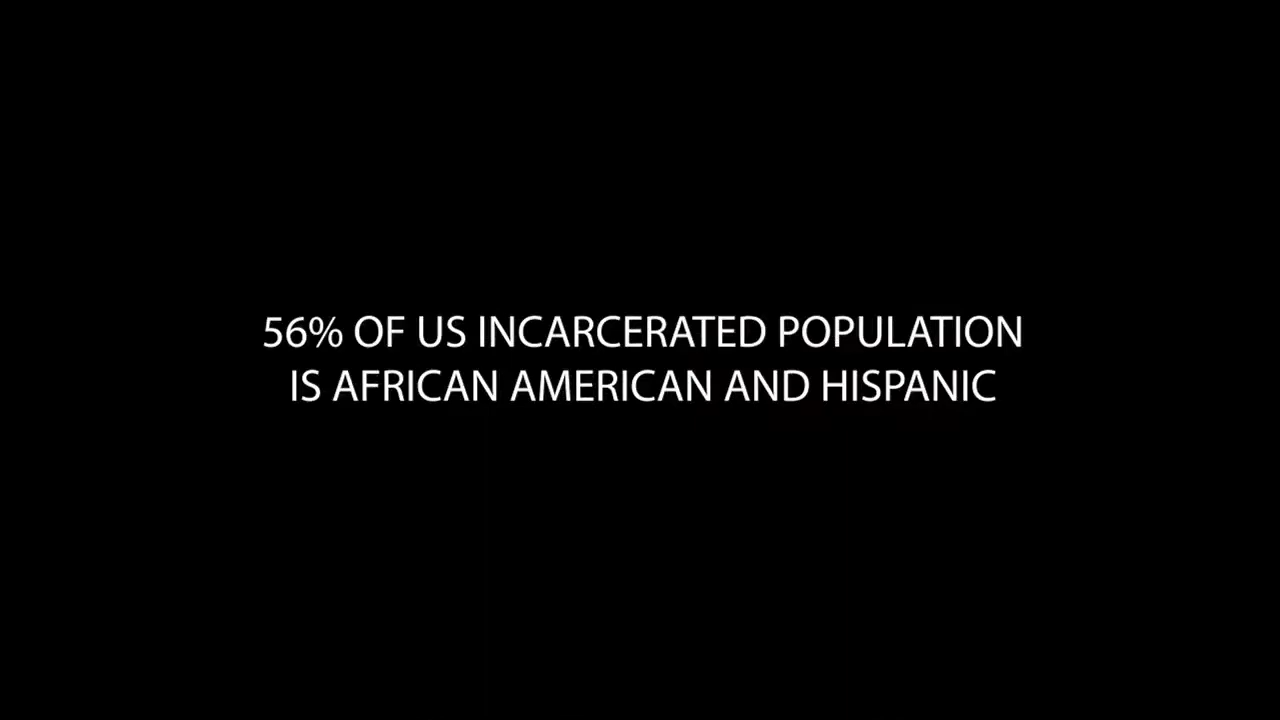 56% OF US INCARCERATED POPULATION
IS AFRICAN AMERICAN AND HISPANIC